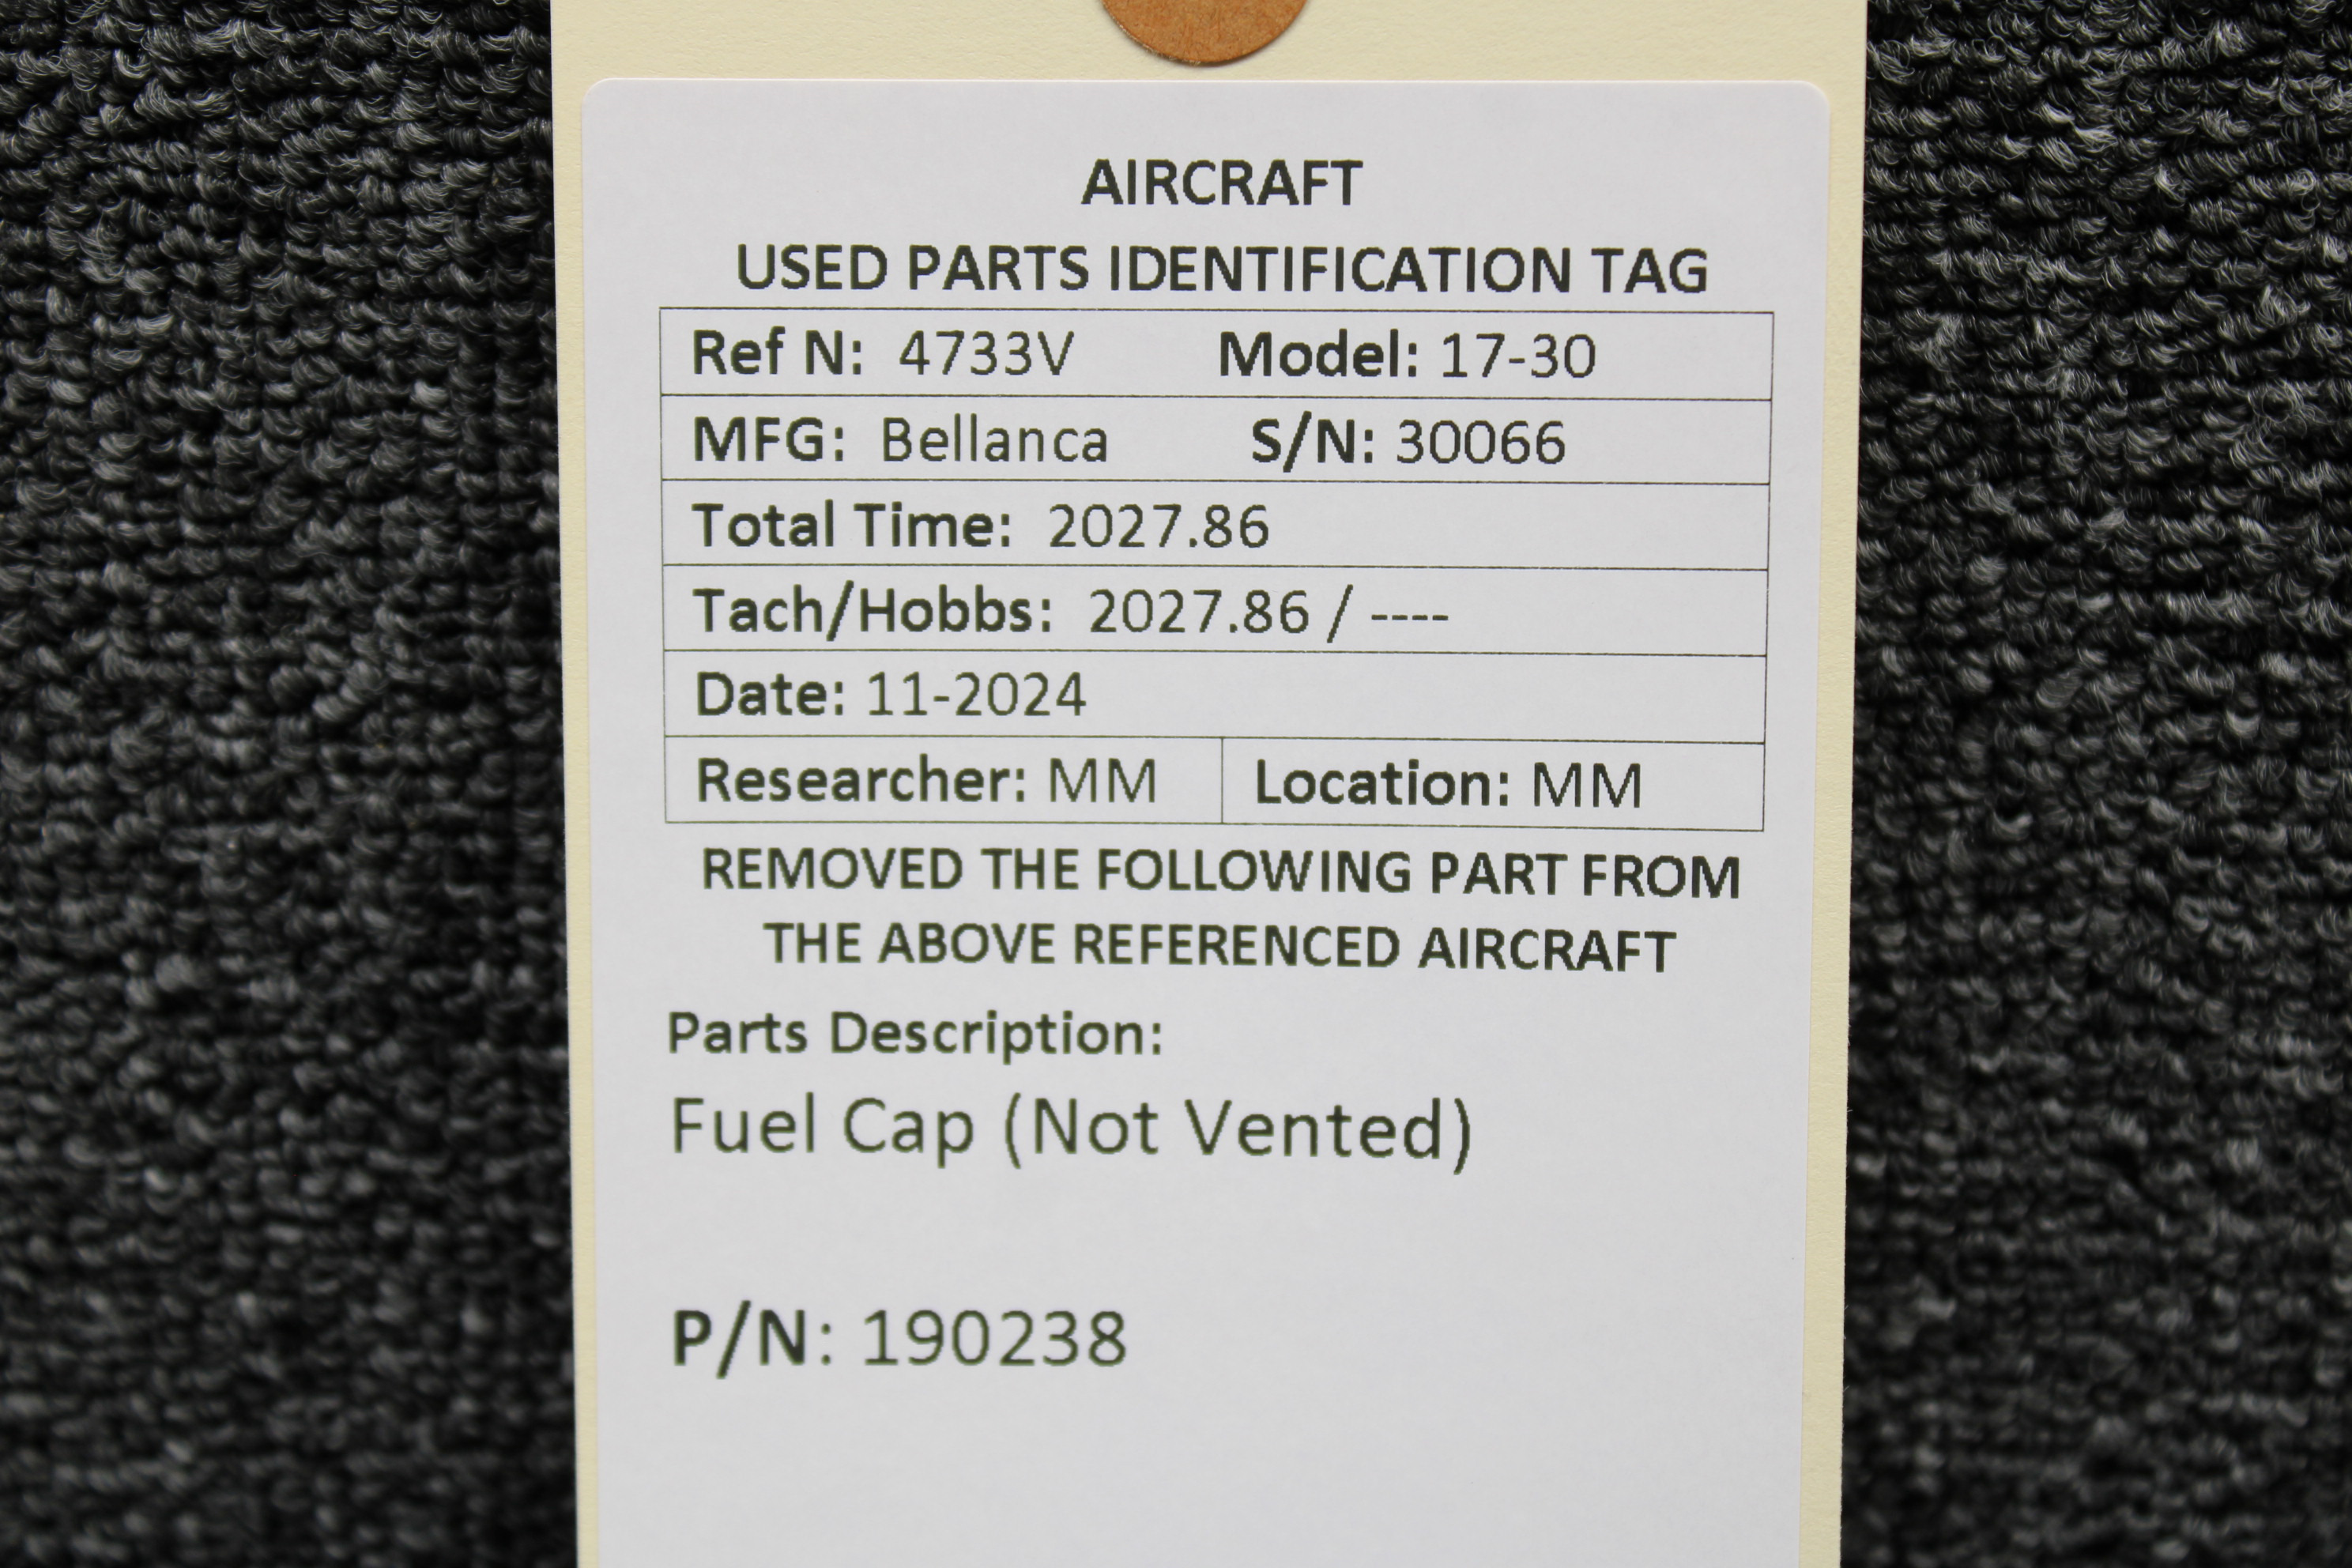 AIRCRAFT
USED PARTS IDENTIFICATION TAG
Ref N: 4733V Model: 17-30
MFG: Bellanca S/N: 30066
Total Time: 2027.86
Tach/Hobbs: 2027.86 / ----
Date: 11-2024
Researcher: MM Location: MM
REMOVED THE FOLLOWING PART FROM
THE ABOVE REFERENCED AIRCRAFT
Parts Description:
Fuel Cap (Not Vented)
P/N: 190238